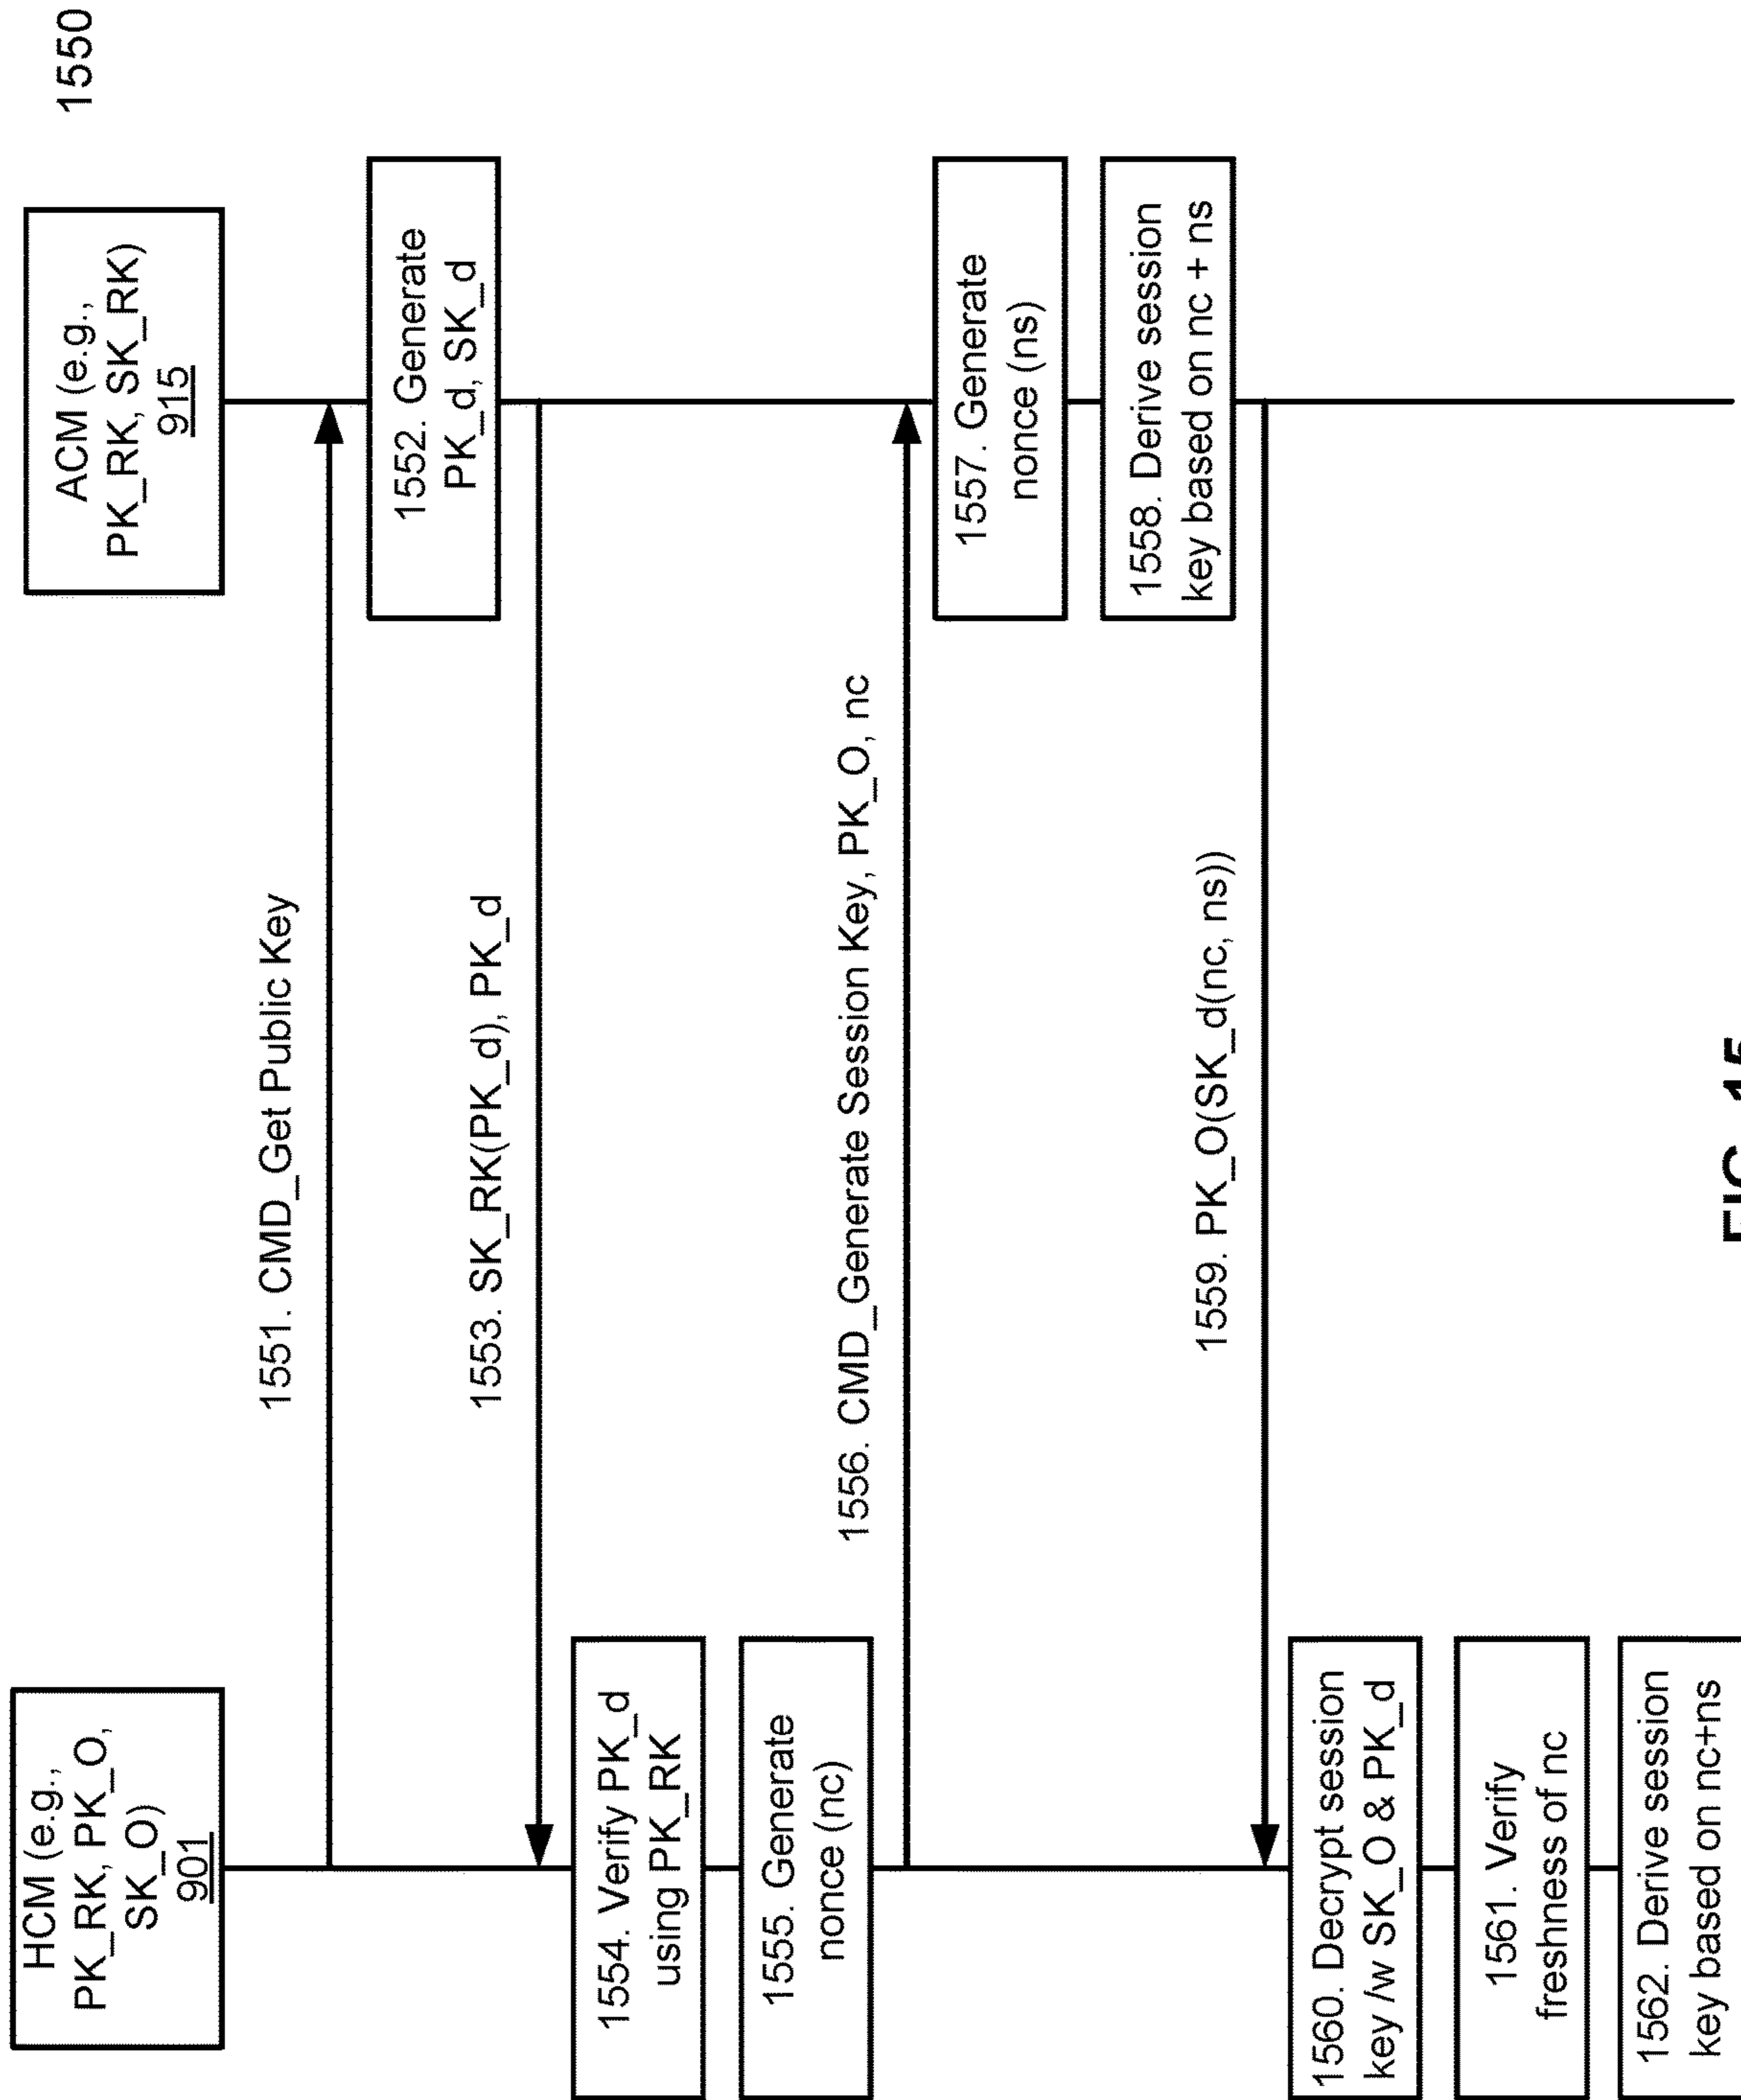 1550
HCM (e.g.,
PK_RK, PK_O,
SK_O)
901
ACM (e.g.,
PK_RK, SK_RK)
915
1551. CMD_Get Public Key
1552. Generate
PK_d, SK_d
1553. SK_RK(PK_d), PK_d
1554. Verify PK_d
using PK_RK
1555. Generate
nonce (nc)
1556. CMD_Generate Session Key, PK_O, nc
1557. Generate
nonce (ns)
1558. Derive session
key based on nc + ns
1559. PK_O(SK_d(nc, ns))
1560. Decrypt session
key /w SK_O & PK_d
1561. Verify
freshness of nc
1562. Derive session
key based on nc+ns
FIG. 15